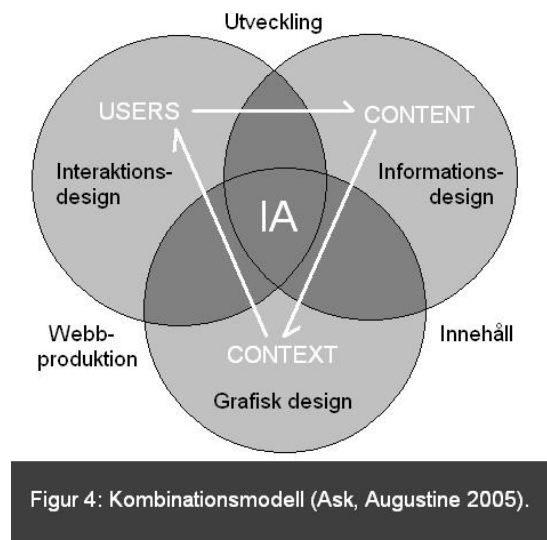 Utveckling
USERS
CONTENT
Interaktions-
design
Informations-
design
IA
Webb-
produktion
Innehåll
CONTEXT
Grafisk design
Figur 4: Kombinationsmodell (Ask, Augustine 2005).